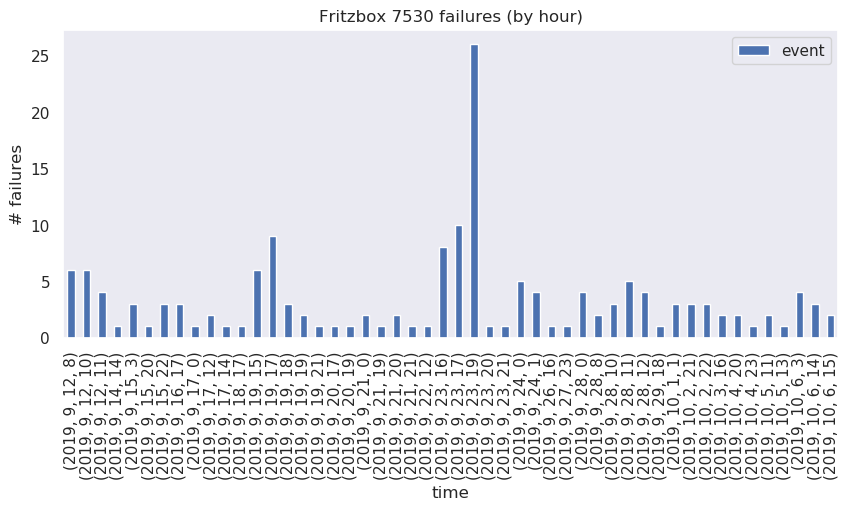 Fritzbox 7530 failures (by hour)
event
# failures
25
20
15
10
5
0
(2019, 9, 12, 8)
(2019, 9, 12, 10)
(2019, 9, 12, 11)
(2019, 9, 14, 14)
(2019, 9, 15, 3)
(2019, 9, 15, 20)
(2019, 9, 15, 22)
(2019, 9, 16, 17)
(2019, 9, 17, 0)
(2019, 9, 17, 12)
(2019, 9, 17, 14)
(2019, 9, 18, 17)
(2019, 9, 19, 15)
(2019, 9, 19, 17)
(2019, 9, 19, 18)
(2019, 9, 19, 19)
(2019, 9, 19, 21)
(2019, 9, 20, 17)
(2019, 9, 20, 19)
(2019, 9, 21, 0)
(2019, 9, 21, 19)
(2019, 9, 21, 20)
(2019, 9, 21, 21)
(2019, 9, 22, 12)
(2019, 9, 23, 16)
(2019, 9, 23, 17)
(2019, 9, 23, 19)
(2019, 9, 23, 20)
(2019, 9, 23, 21)
(2019, 9, 24, 0)
(2019, 9, 24, 1)
(2019, 9, 26, 16)
(2019, 9, 27, 23)
(2019, 9, 28, 0)
(2019, 9, 28, 8)
(2019, 9, 28, 10)
(2019, 9, 28, 11)
(2019, 9, 28, 12)
(2019, 9, 29, 18)
(2019, 10, 1, 1)
(2019, 10, 2, 21)
(2019, 10, 2, 22)
(2019, 10, 3, 16)
(2019, 10, 4, 20)
(2019, 10, 4, 23)
(2019, 10, 5, 11)
(2019, 10, 5, 13)
(2019, 10, 6, 3)
(2019, 10, 6, 14)
(2019, 10, 6, 15)
time